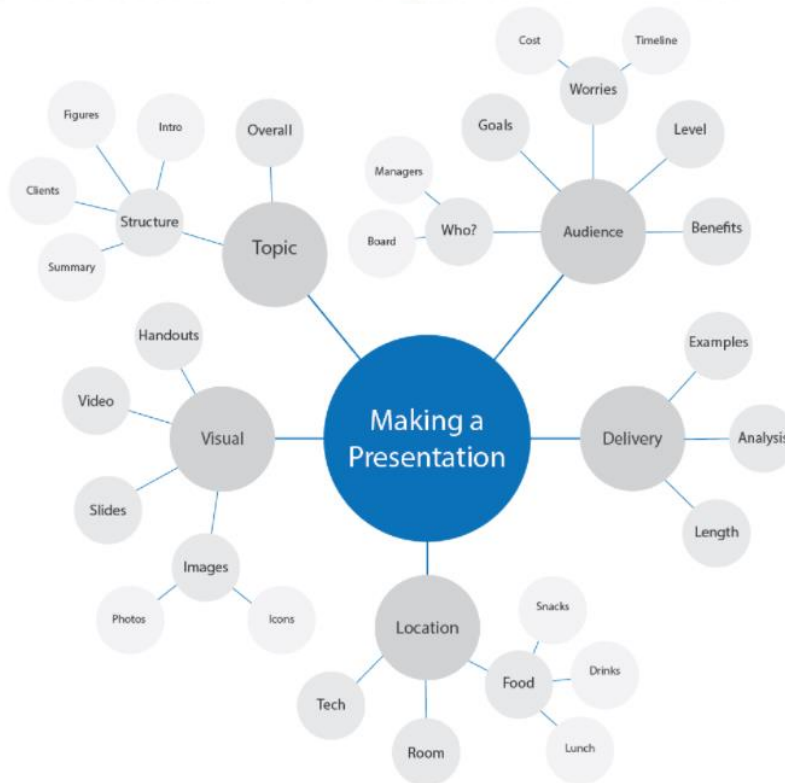 Cost
Timeline
Worries
Figures
Intro
Overall
Goals
Level
Managers
Clients
Structure
Topic
Who?
Audience
Benefits
Board
Summary
Handouts
Examples
Video
Visual
Making a
Presentation
Delivery
Analysis
Slides
Length
Images
Photos
Icons
Location
Snacks
Food
Drinks
Tech
Room
Lunch